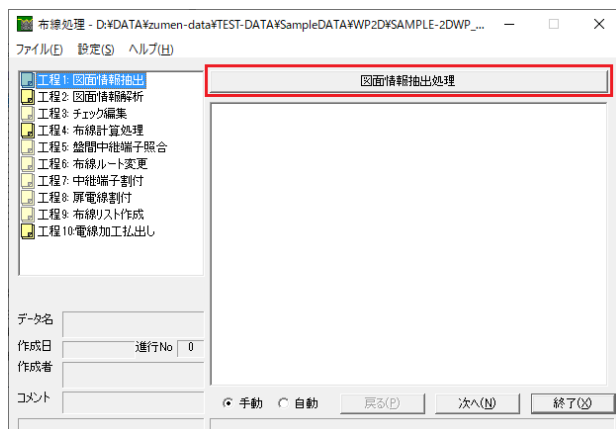 布線処理 - D:¥DATA¥zumen-data¥TEST-DATA¥SampleDATA¥WP2D¥SAMPLE-2DWP_...
ファイル(F) 設定(S) ヘルプ(H)
工程1: 図面情報抽出
工程2: 図面情報解析
工程3: チェック編集
工程4: 布線計算処理
工程5: 盤間中継端子照合
工程6: 布線ルート変更
工程7: 中継端子割付
工程8: 扉電線割付
工程9: 布線リスト作成
工程10:電線加工払出し
図面情報抽出処理
データ名
作成日 進行No 0
作成者
コメント
手動 自動 戻る(P) 次へ(N) 終了(X)